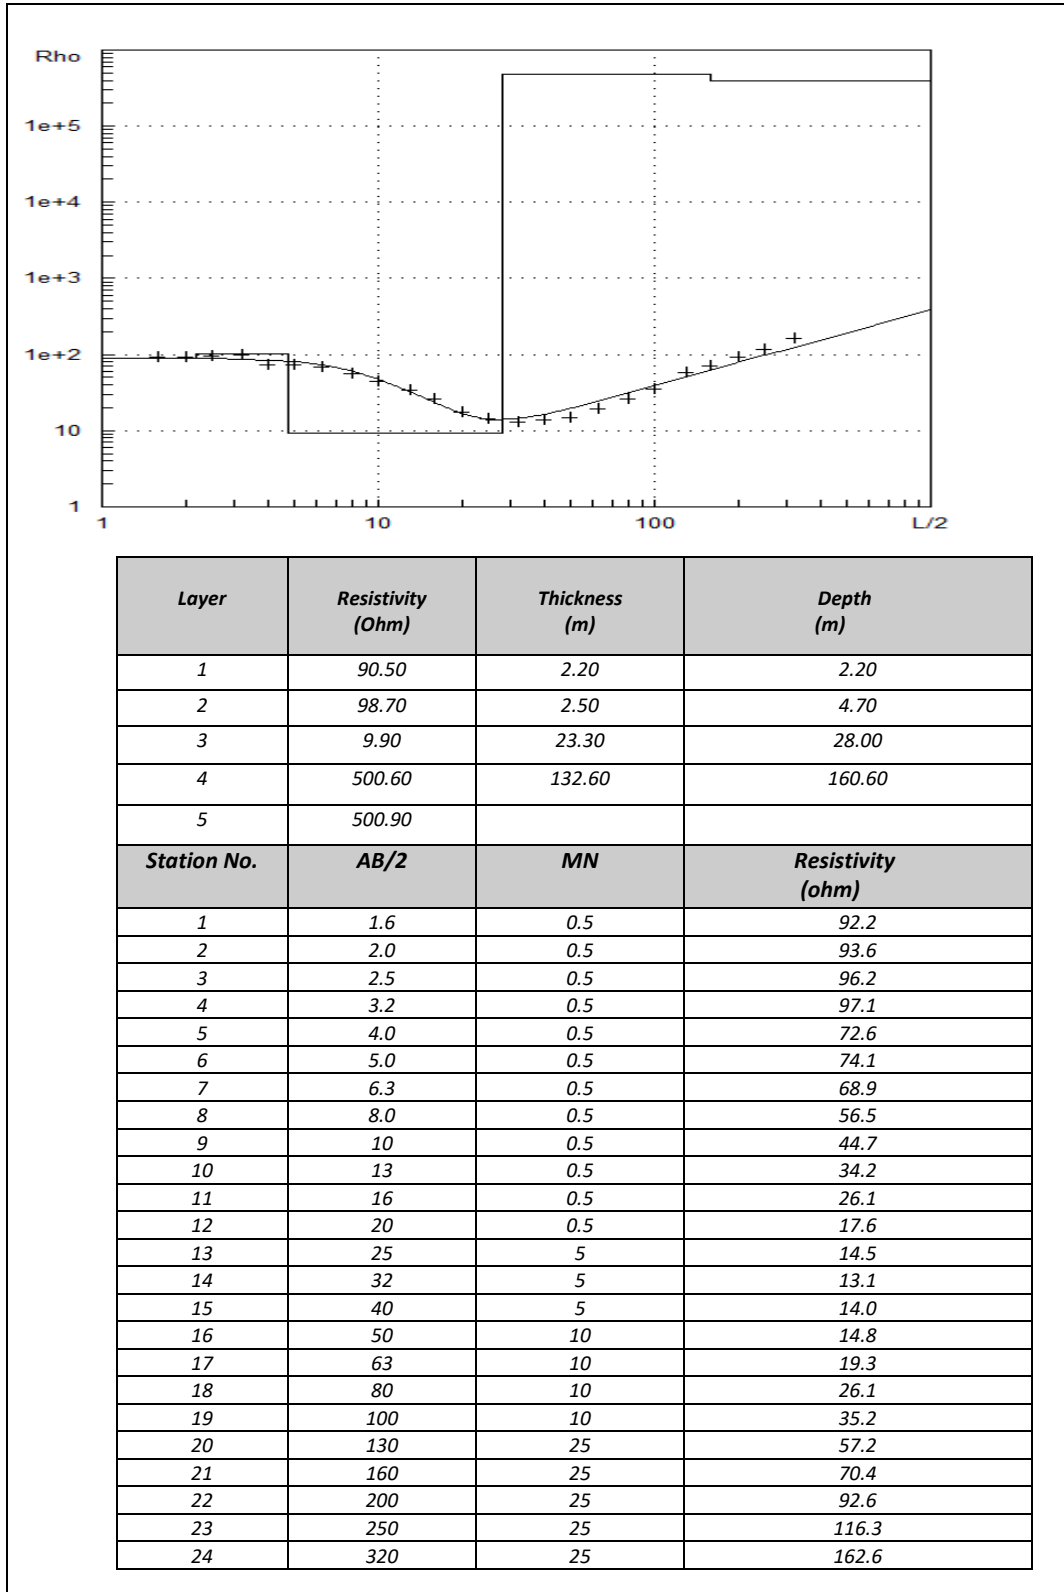 Rho
1e+5
1e+4
1e+3
1e+2
10
1
1 10 100 L/2
Layer Resistivity (Ohm) Thickness (m) Depth (m)
1 90.50 2.20 2.20
2 98.70 2.50 4.70
3 9.90 23.30 28.00
4 500.60 132.60 160.60
5 500.90
Station No. AB/2 MN Resistivity (ohm)
1 1.6 0.5 92.2
2 2.0 0.5 93.6
3 2.5 0.5 96.2
4 3.2 0.5 97.1
5 4.0 0.5 72.6
6 5.0 0.5 74.1
7 6.3 0.5 68.9
8 8.0 0.5 56.5
9 10 0.5 44.7
10 13 0.5 34.2
11 16 0.5 26.1
12 20 0.5 17.6
13 25 5 14.5
14 32 5 13.1
15 40 5 14.0
16 50 10 14.8
17 63 10 19.3
18 80 10 26.1
19 100 10 35.2
20 130 25 57.2
21 160 25 70.4
22 200 25 92.6
23 250 25 116.3
24 320 25 162.6